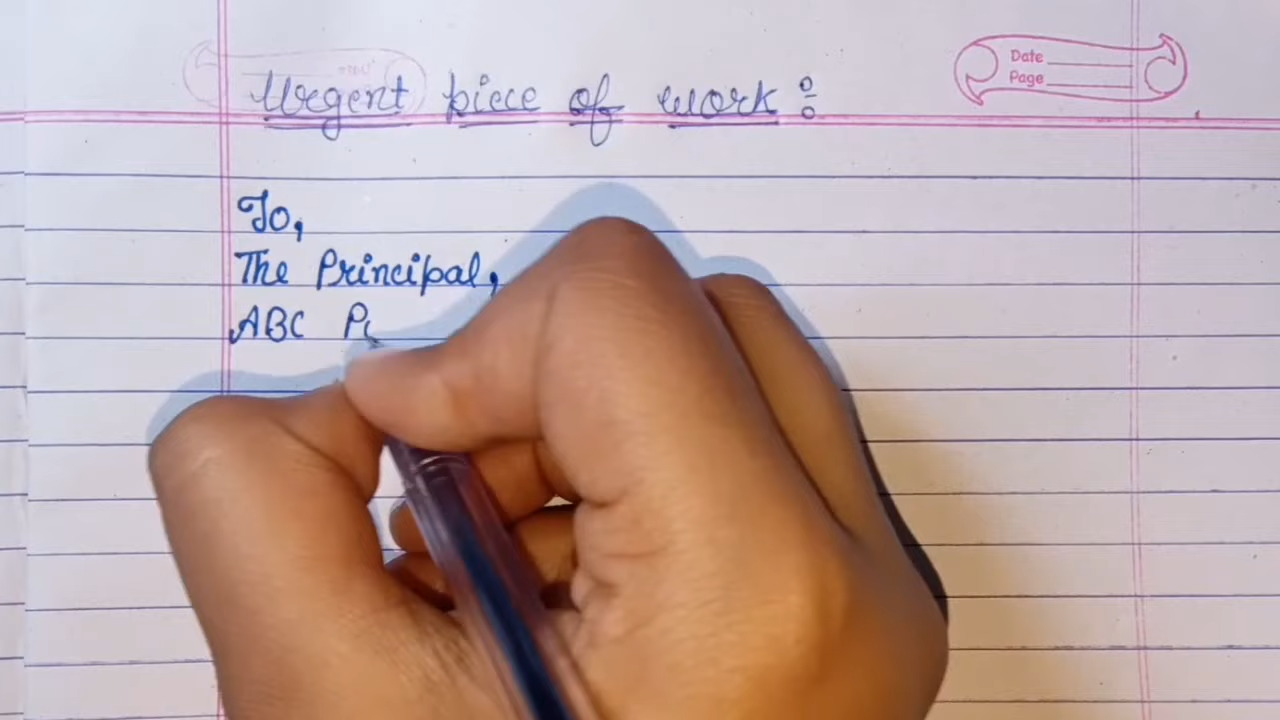 Urgent piece of work :
Date
Page
To,
The Principal,
ABC